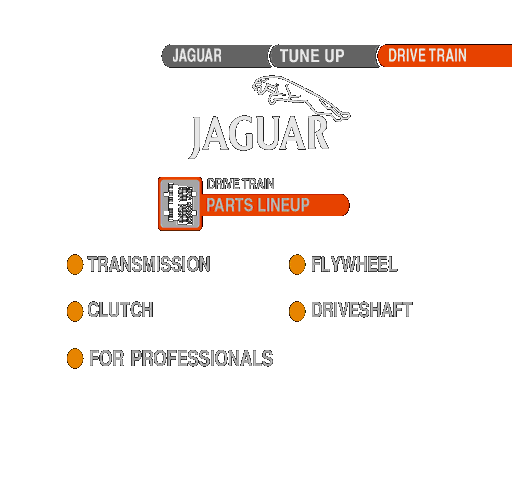 JAGUAR TUNE UP DRIVE TRAIN
JAGUAR
DRIVE TRAIN
PARTS LINEUP
TRANSMISSION FLYWHEEL
CLUTCH DRIVESHAFT
FOR PROFESSIONALS